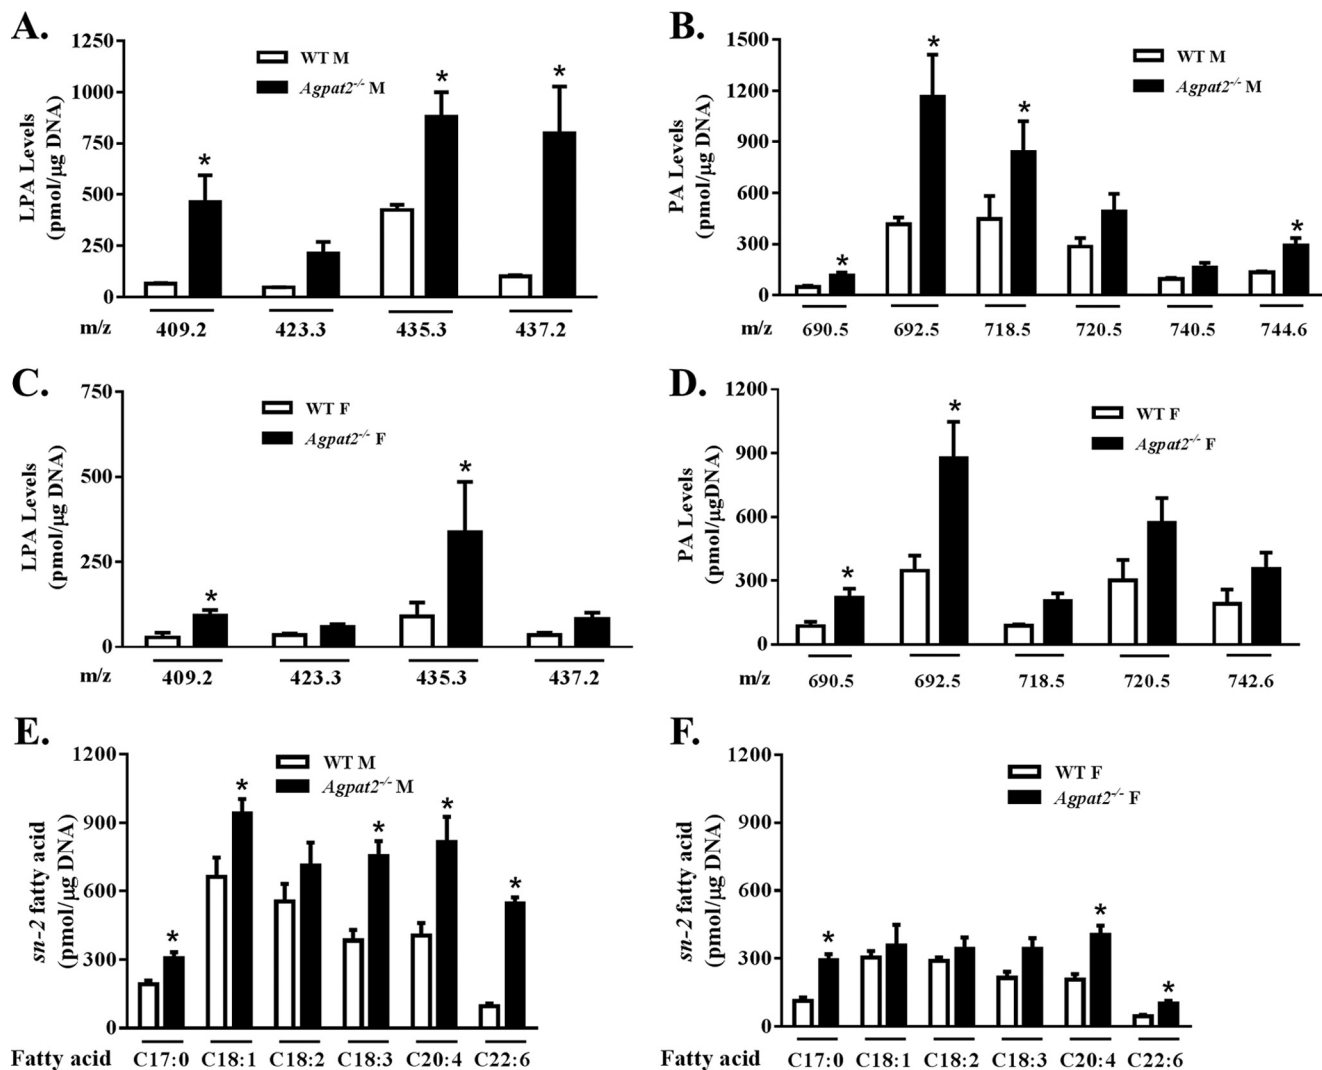 A.
1250
1000
750
500
250
0
LPA Levels
(pmol/µg DNA)
WT M
Agpat2-/- M
*
*
*
m/z
409.2
423.3
435.3
437.2
B.
1500
1200
900
600
300
0
PA Levels
(pmol/µg DNA)
WT M
Agpat2-/- M
*
*
*
*
690.5
692.5
718.5
720.5
740.5
744.6
m/z
C.
750
500
250
0
LPA Levels
(pmol/µg DNA)
WT F
Agpat2-/- F
*
*
m/z
409.2
423.3
435.3
437.2
D.
1200
900
600
300
0
PA Levels
(pmol/µgDNA)
WT F
Agpat2-/- F
*
*
m/z
690.5
692.5
718.5
720.5
742.6
E.
1200
900
600
300
0
sn-2 fatty acid
(pmol/µg DNA)
WT M
Agpat2-/- M
*
*
*
*
*
Fatty acid
C17:0
C18:1
C18:2
C18:3
C20:4
C22:6
F.
1200
900
600
300
0
sn-2 fatty acid
(pmol/µg DNA)
WT F
Agpat2-/- F
*
*
*
Fatty acid
C17:0
C18:1
C18:2
C18:3
C20:4
C22:6